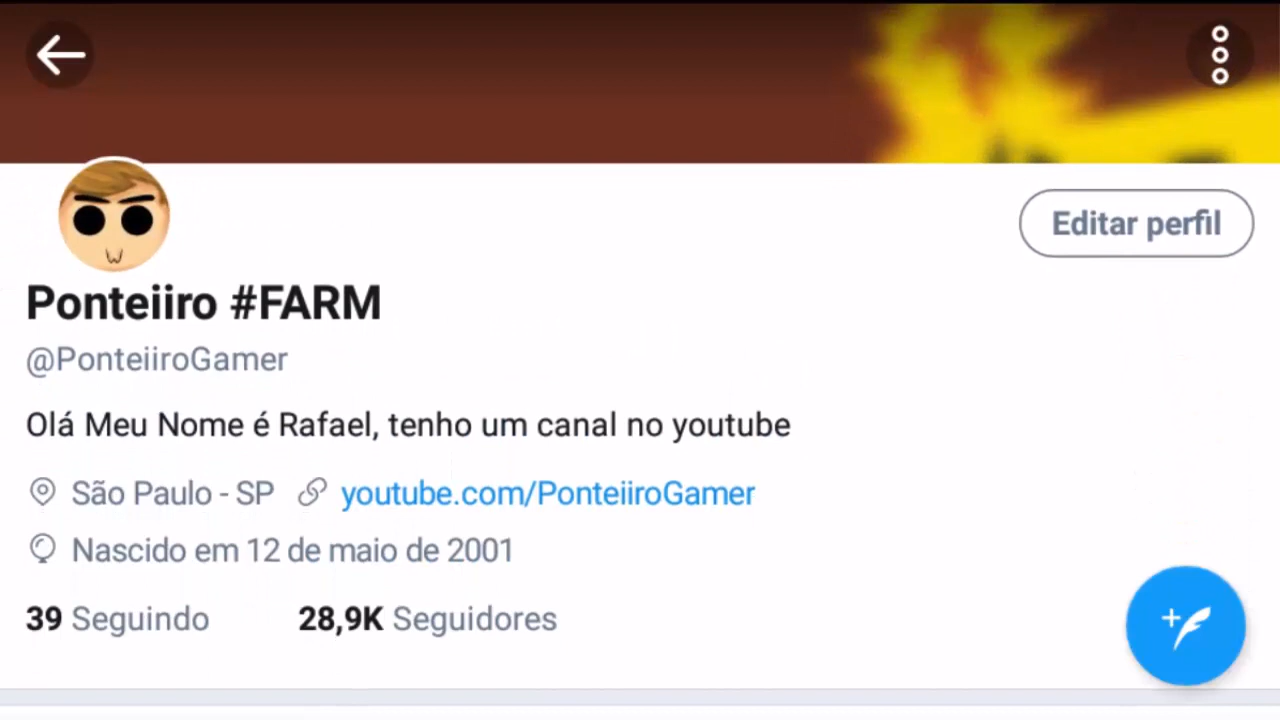 Editar perfil
Ponteiiro #FARM
@PonteiiroGamer
Olá Meu Nome é Rafael, tenho um canal no youtube
São Paulo - SP youtube.com/PonteiiroGamer
Nascido em 12 de maio de 2001
39 Seguindo 28,9K Seguidores